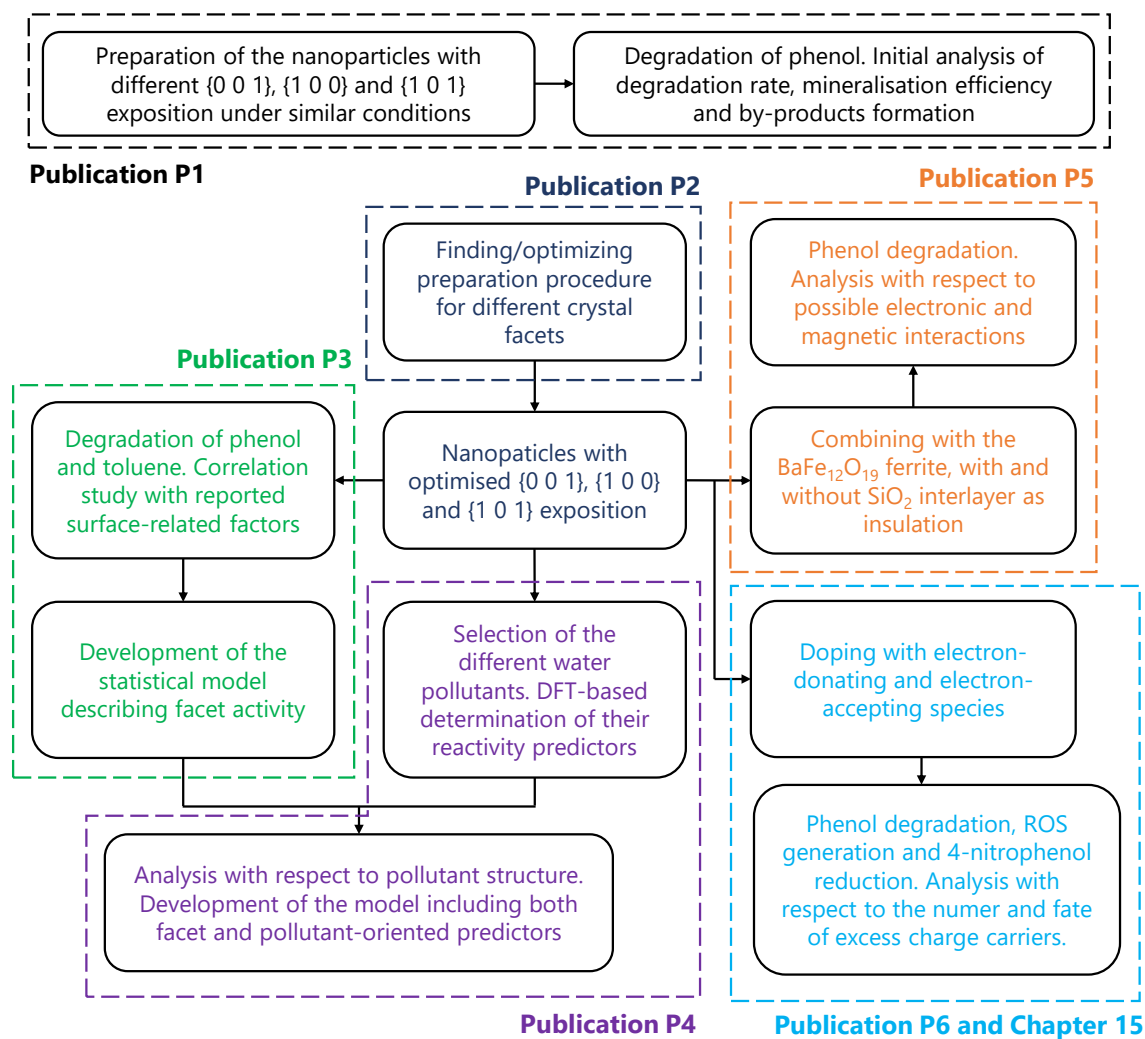 Preparation of the nanoparticles with
different {0 0 1}, {1 0 0} and {1 0 1}
exposition under similar conditions
Degradation of phenol. Initial analysis of
degradation rate, mineralisation efficiency
and by-products formation
Publication P1
Publication P2
Finding/optimizing
preparation procedure
for different crystal
facets
Publication P5
Phenol degradation.
Analysis with respect to
possible electronic and
magnetic interactions
Publication P3
Degradation of phenol
and toluene. Correlation
study with reported
surface-related factors
Nanopaticles with
optimised {0 0 1}, {1 0 0}
and {1 0 1} exposition
Combining with the
BaFe₁₂O₁₉ ferrite, with and
without SiO₂ interlayer as
insulation
Development of the
statistical model
describing facet activity
Selection of the
different water
pollutants. DFT-based
determination of their
reactivity predictors
Doping with electron-
donating and electron-
accepting species
Analysis with respect to pollutant structure.
Development of the model including both
facet and pollutant-oriented predictors
Phenol degradation, ROS
generation and 4-nitrophenol
reduction. Analysis with
respect to the numer and fate
of excess charge carriers.
Publication P4
Publication P6 and Chapter 15